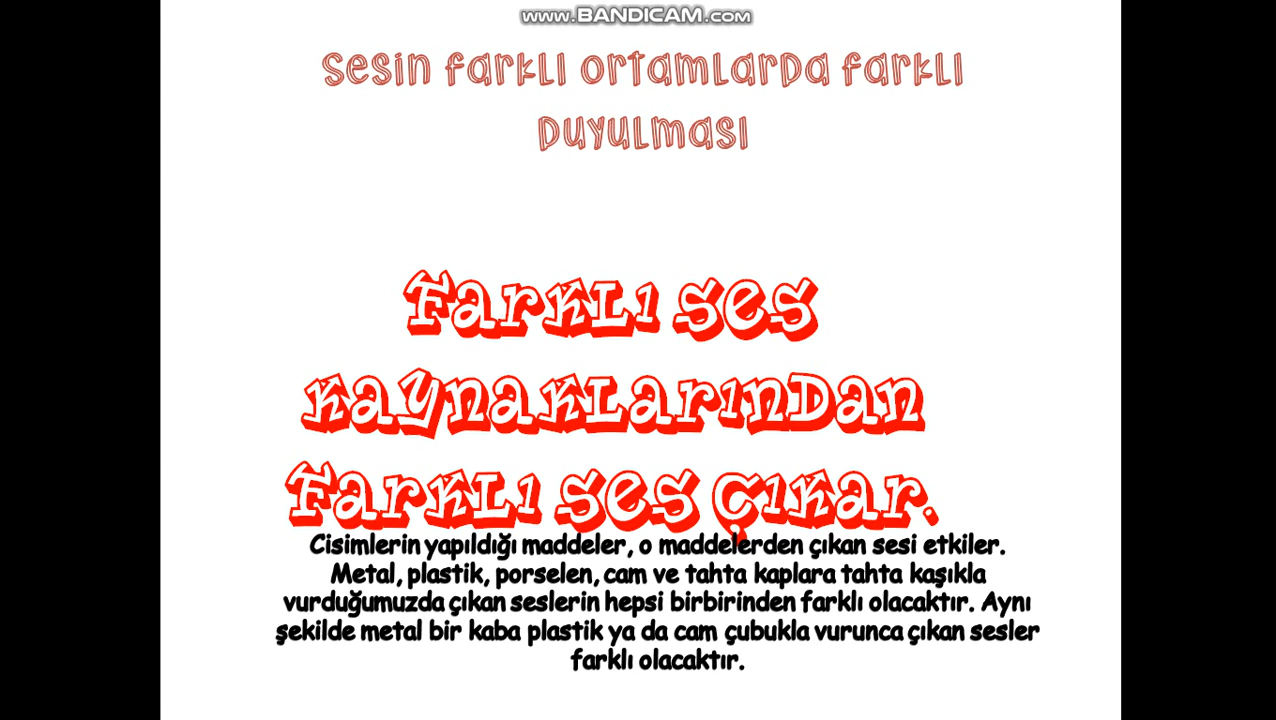 www.BANDICAM.com
Sesin farklı ortamlarda farklı
duyulması
Farklı ses
kaynaklarından
farklı ses çıkar.
Cisimlerin yapıldığı maddeler, o maddelerden çıkan sesi etkiler.
Metal, plastik, porselen, cam ve tahta kaplara tahta kaşıkla
vurduğumuzda çıkan seslerin hepsi birbirinden farklı olacaktır. Aynı
şekilde metal bir kaba plastik ya da cam çubukla vurunca çıkan sesler
farklı olacaktır.